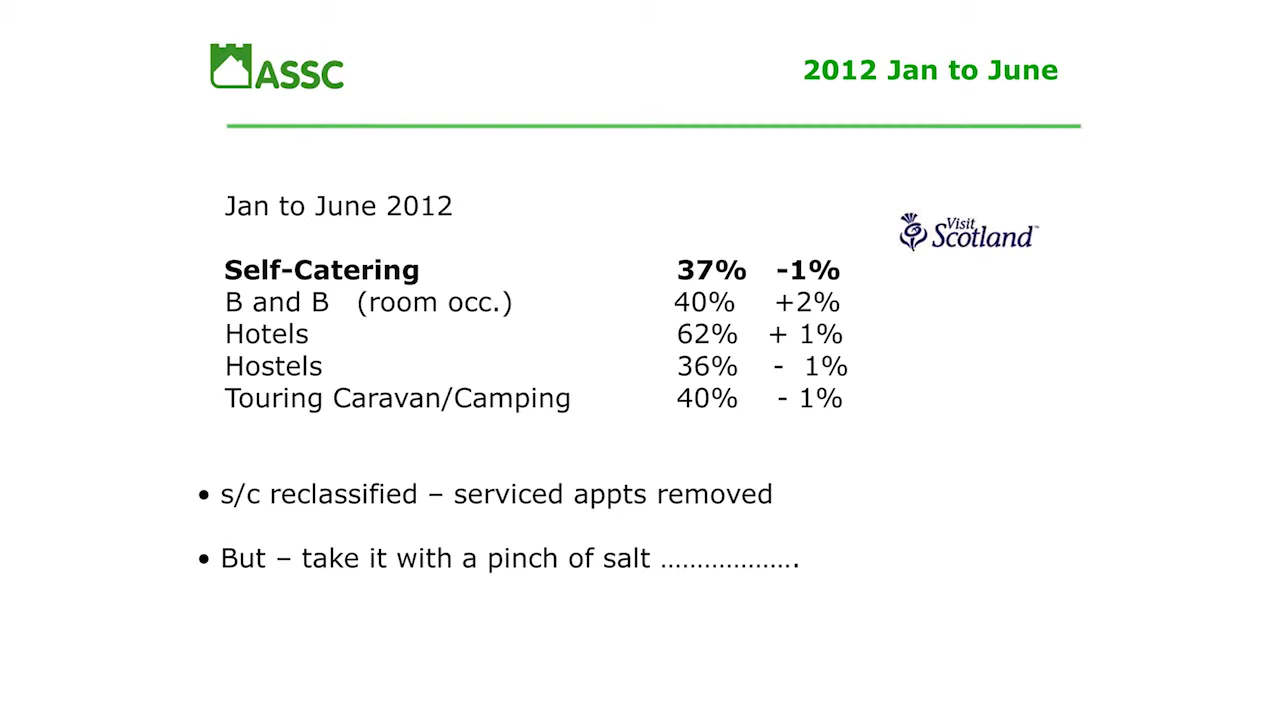 ASSC
2012 Jan to June
Jan to June 2012
Visit
Scotland™
Self-Catering 37% -1%
B and B (room occ.) 40% +2%
Hotels 62% + 1%
Hostels 36% - 1%
Touring Caravan/Camping 40% - 1%
• s/c reclassified – serviced appts removed
• But – take it with a pinch of salt ……………….